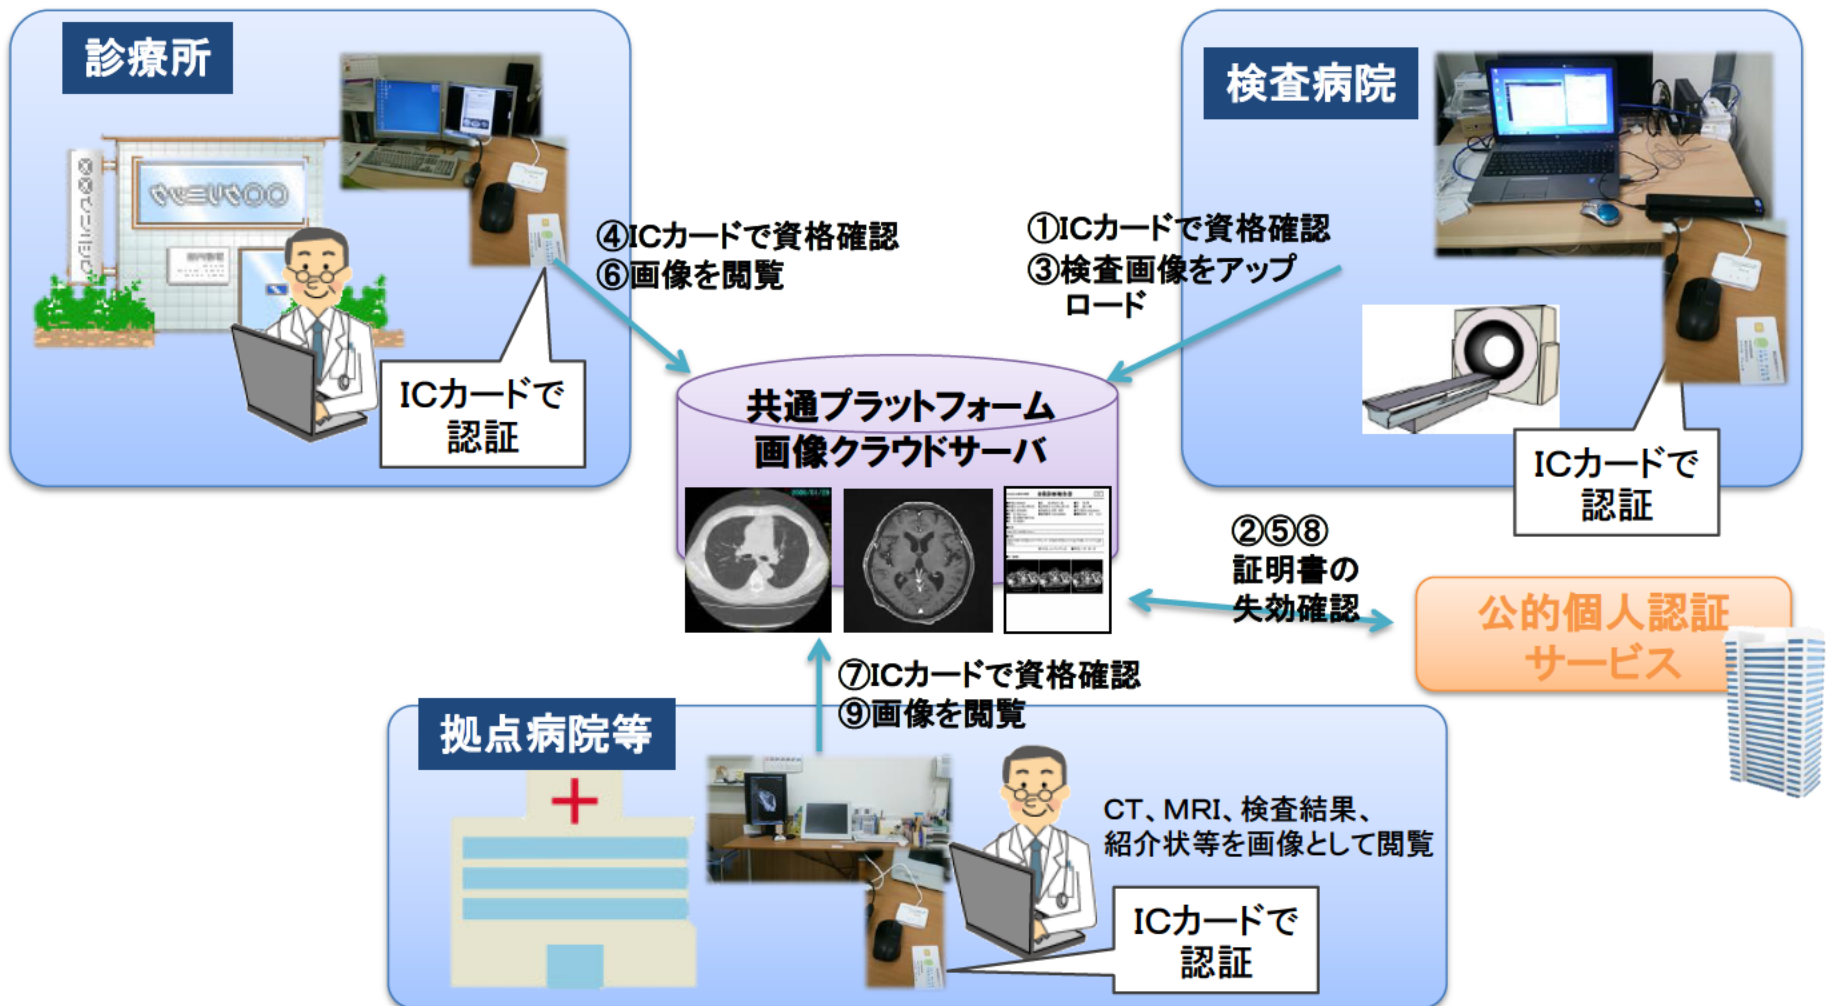 診療所
○○クリニック
ICカードで
認証
④ICカードで資格確認
⑥画像を閲覧
検査病院
①ICカードで資格確認
③検査画像をアップ
ロード
ICカードで
認証
共通プラットフォーム
画像クラウドサーバ
②⑤⑧
証明書の
失効確認
公的個人認証
サービス
⑦ICカードで資格確認
⑨画像を閲覧
拠点病院等
CT、MRI、検査結果、
紹介状等を画像として閲覧
ICカードで
認証